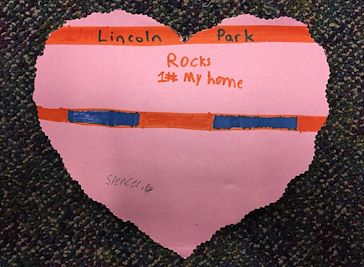 Lincoln Park
Rocks
1# My home
Spencer.G